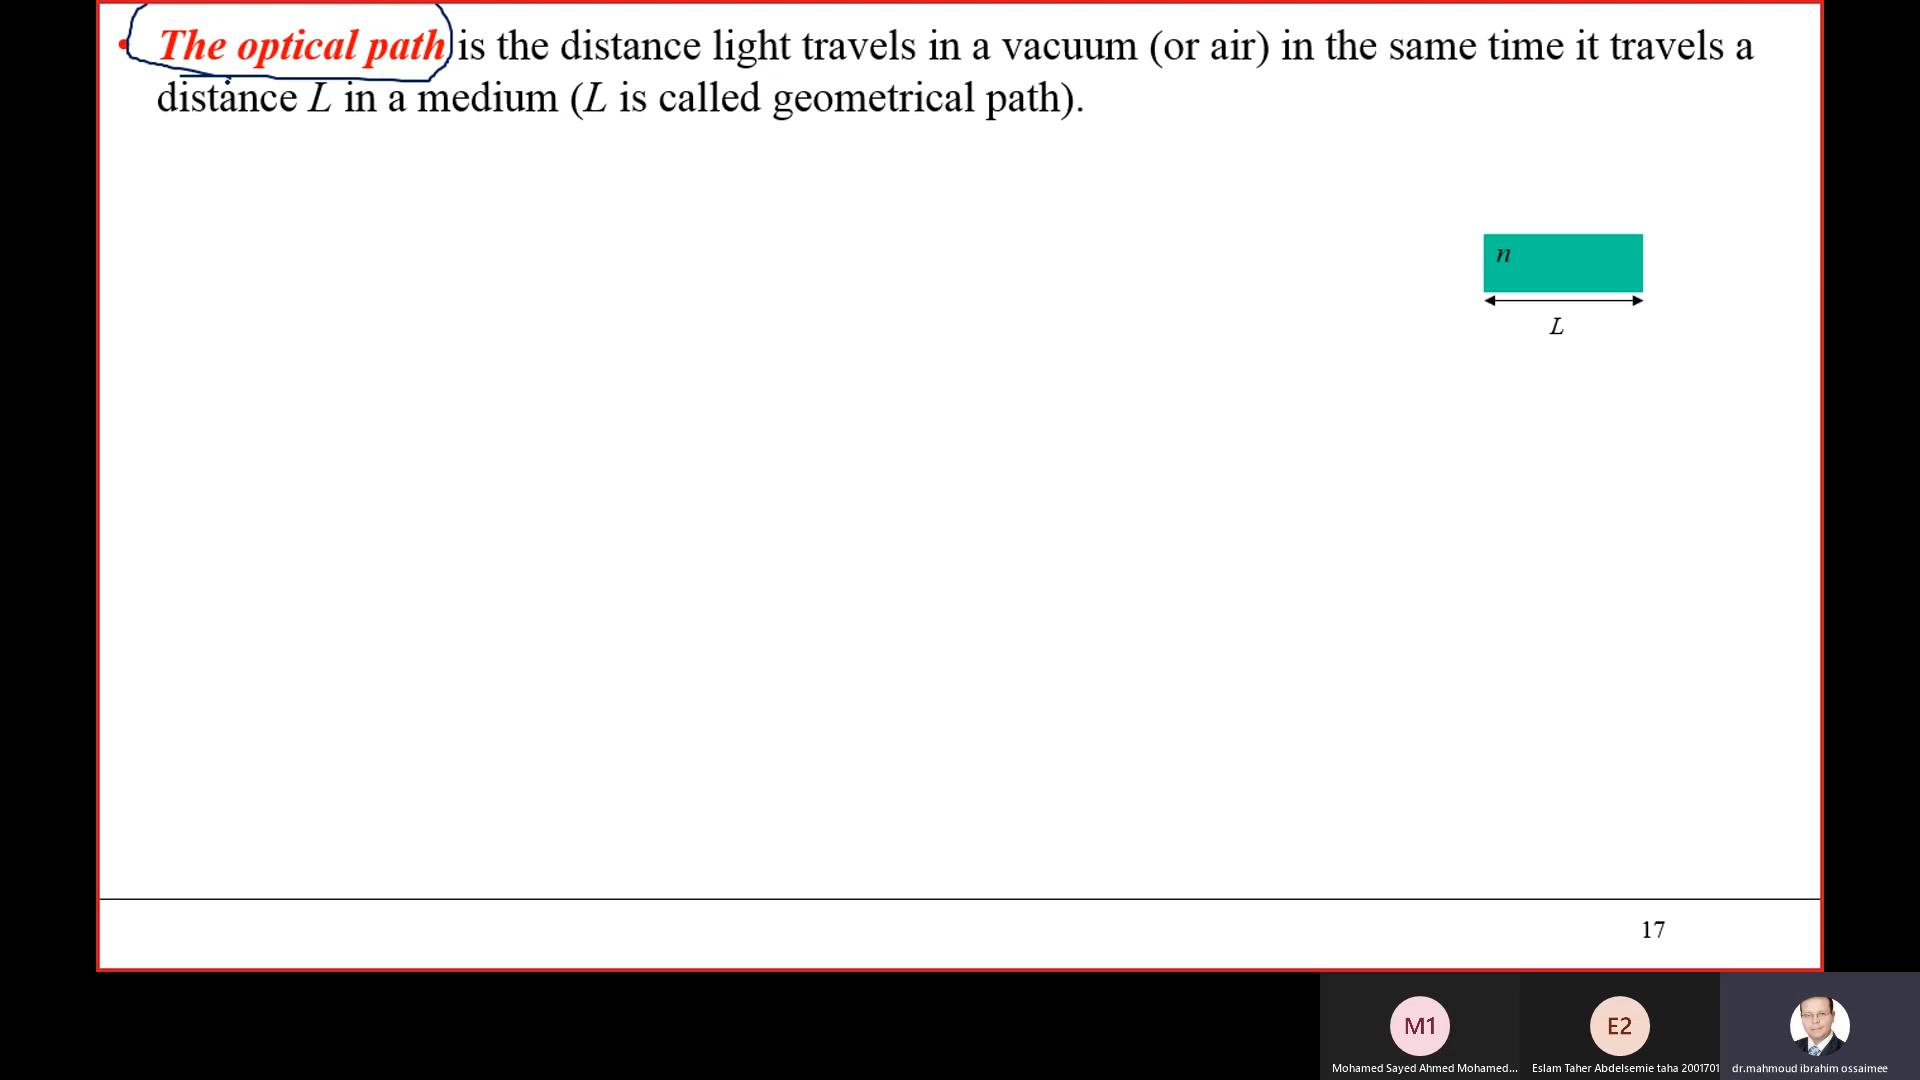 • The optical path is the distance light travels in a vacuum (or air) in the same time it travels a
distance L in a medium (L is called geometrical path).
n
L
17
M1
E2
Mohamed Sayed Ahmed Mohamed...
Eslam Taher Abdelsemie taha 2001701
dr.mahmoud ibrahim ossaimee